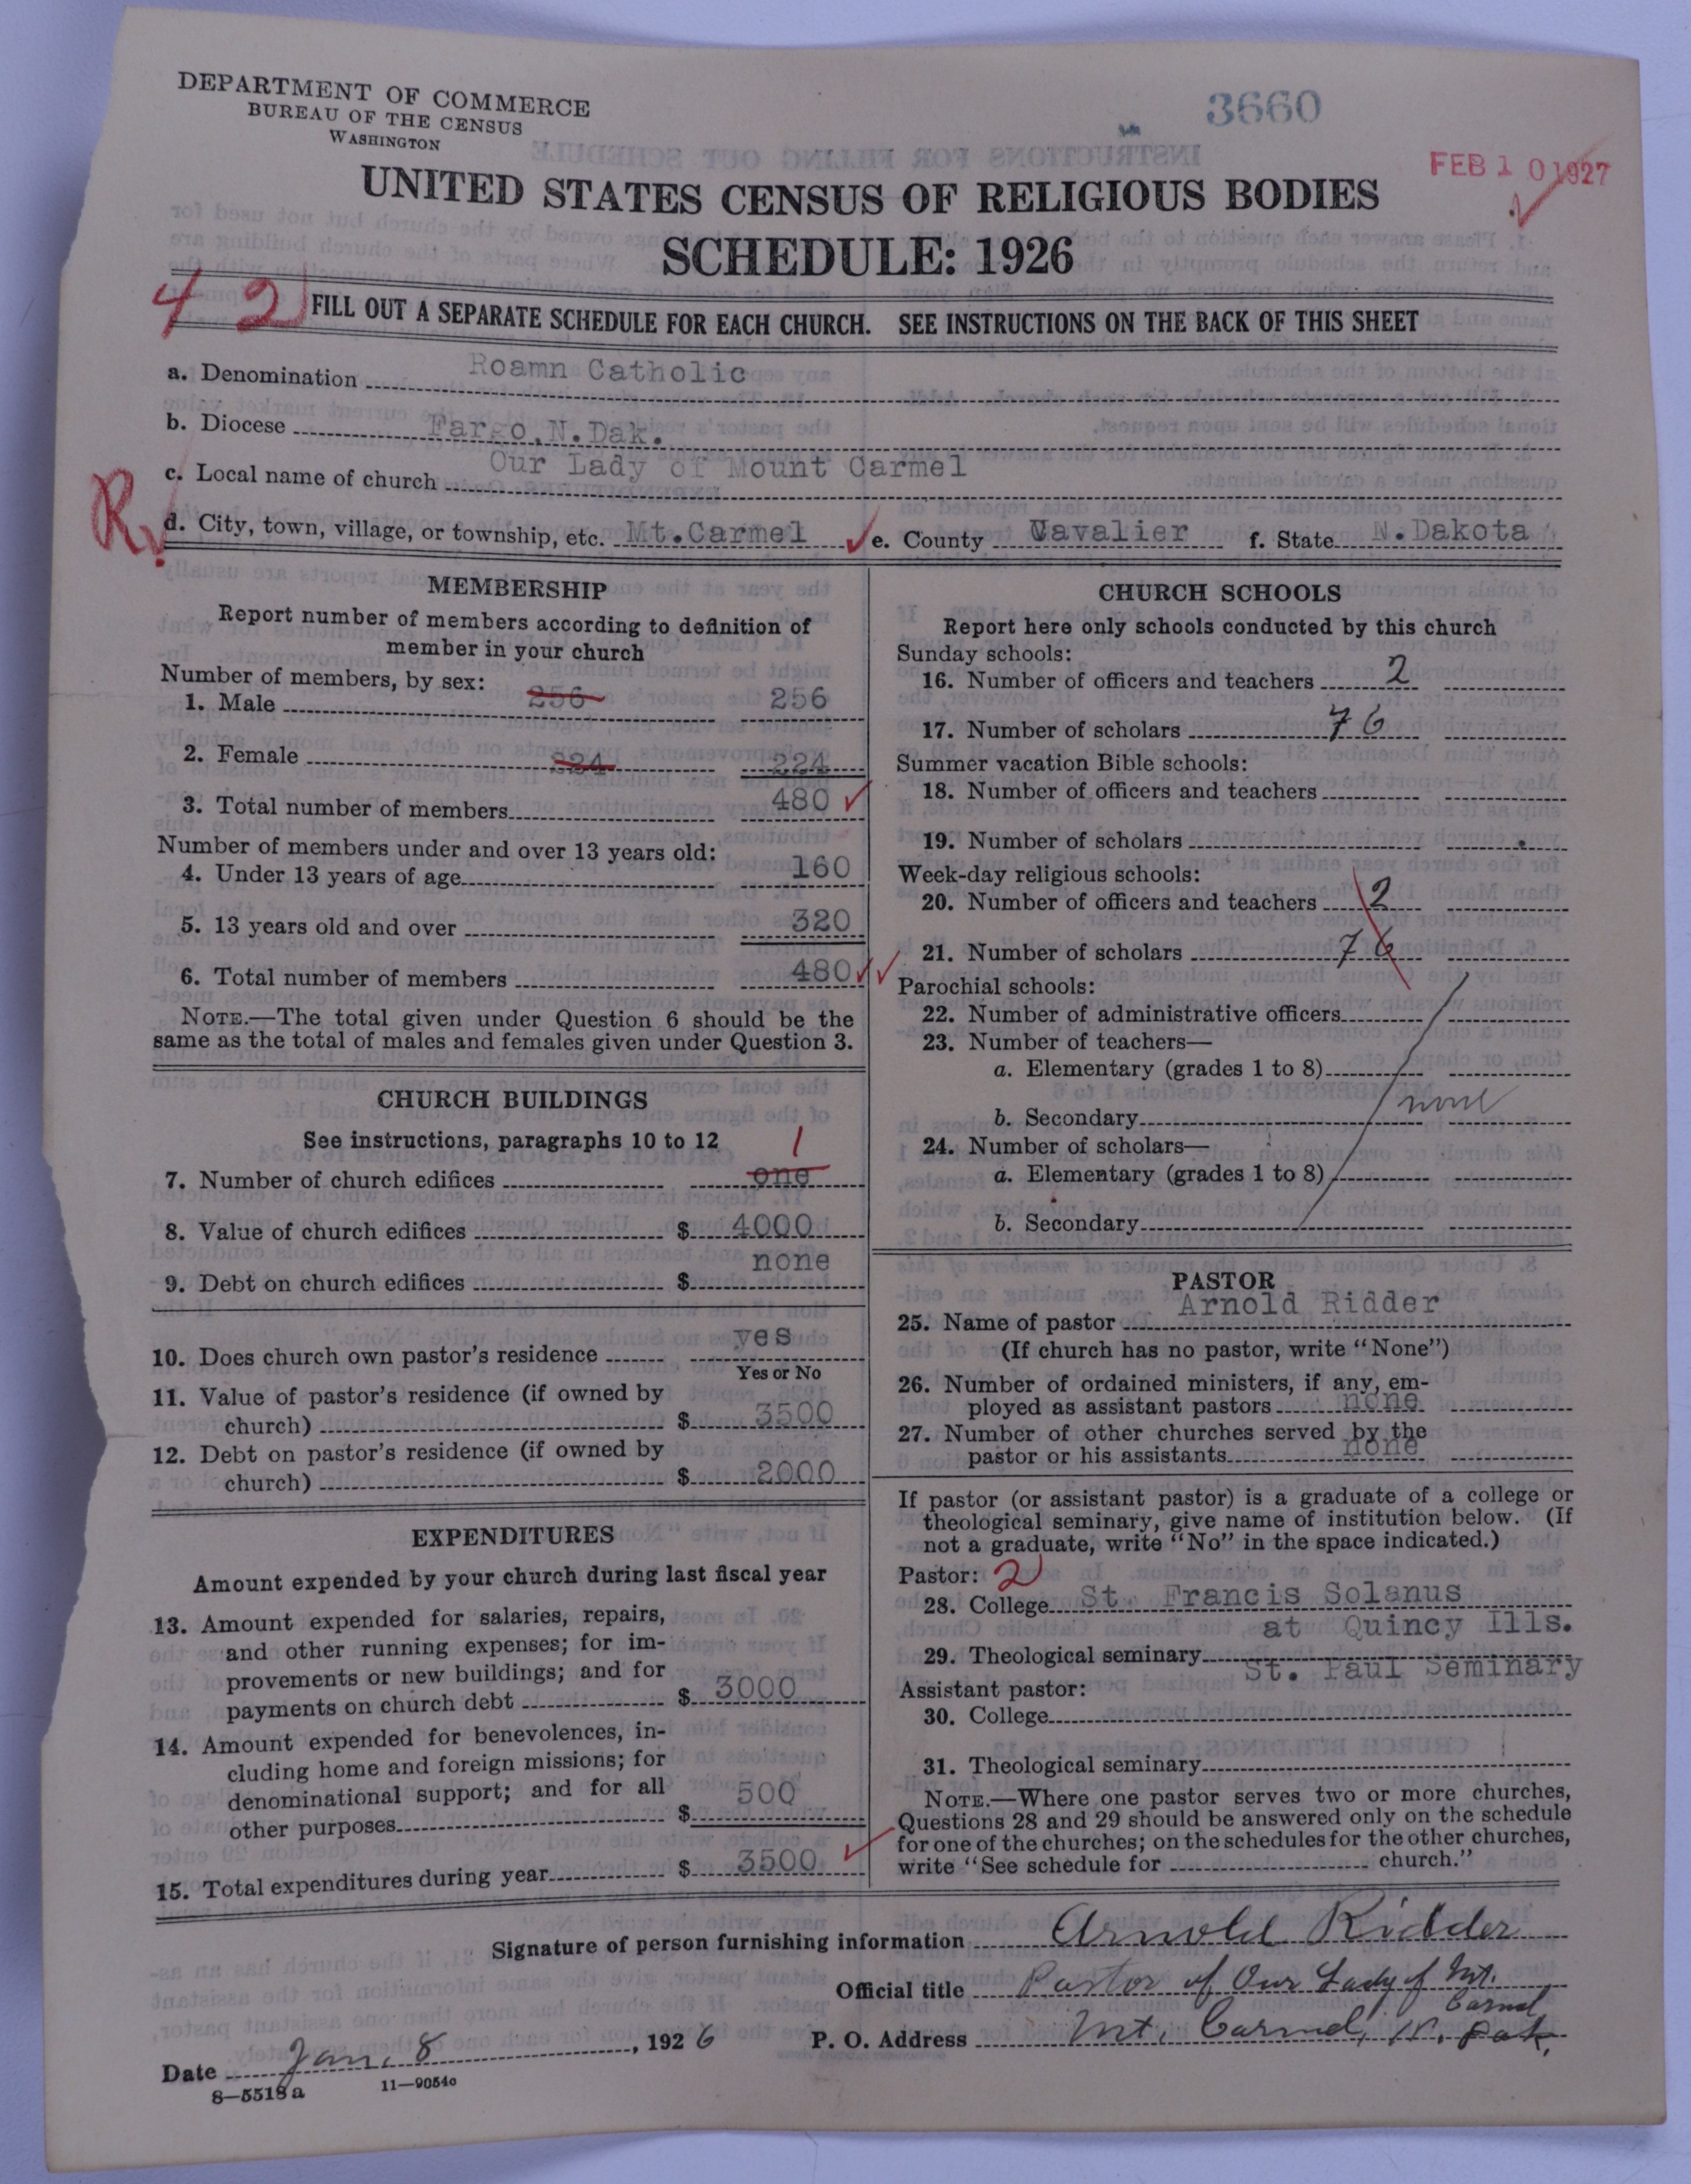 DEPARTMENT OF COMMERCE
BUREAU OF THE CENSUS
WASHINGTON
3660
FEB 10 1927
UNITED STATES CENSUS OF RELIGIOUS BODIES
SCHEDULE: 1926
4 2
FILL OUT A SEPARATE SCHEDULE FOR EACH CHURCH. SEE INSTRUCTIONS ON THE BACK OF THIS SHEET
a. Denomination Roamn Catholic
b. Diocese Fargo,N.Dak.
c. Local name of church Our Lady of Mount Carmel
R
d. City, town, village, or township, etc. Mt.Carmel e. County Cavalier f. State N.Dakota
MEMBERSHIP
Report number of members according to definition of
member in your church
Number of members, by sex:
1. Male 256 256
2. Female 224 224
3. Total number of members 480
Number of members under and over 13 years old:
4. Under 13 years of age 160
5. 13 years old and over 320
6. Total number of members 480
NOTE.—The total given under Question 6 should be the
same as the total of males and females given under Question 3.
CHURCH BUILDINGS
See instructions, paragraphs 10 to 12
1
7. Number of church edifices one
8. Value of church edifices $ 4000
9. Debt on church edifices $ none
10. Does church own pastor's residence yes
Yes or No
11. Value of pastor's residence (if owned by
church) $ 3500
12. Debt on pastor's residence (if owned by
church) $ 2000
EXPENDITURES
Amount expended by your church during last fiscal year
13. Amount expended for salaries, repairs,
and other running expenses; for im-
provements or new buildings; and for
payments on church debt $ 3000
14. Amount expended for benevolences, in-
cluding home and foreign missions; for
denominational support; and for all
other purposes $ 500
15. Total expenditures during year $ 3500
CHURCH SCHOOLS
Report here only schools conducted by this church
Sunday schools:
16. Number of officers and teachers 2
17. Number of scholars 76
Summer vacation Bible schools:
18. Number of officers and teachers
19. Number of scholars
Week-day religious schools:
20. Number of officers and teachers 2
21. Number of scholars 76
Parochial schools:
22. Number of administrative officers
23. Number of teachers—
a. Elementary (grades 1 to 8)
b. Secondary none
24. Number of scholars—
a. Elementary (grades 1 to 8)
b. Secondary
PASTOR
25. Name of pastor Arnold Ridder
(If church has no pastor, write "None")
26. Number of ordained ministers, if any, em-
ployed as assistant pastors none
27. Number of other churches served by the
pastor or his assistants none
If pastor (or assistant pastor) is a graduate of a college or
theological seminary, give name of institution below. (If
not a graduate, write "No" in the space indicated.)
Pastor: 2
28. College St. Francis Solanus
at Quincy Ills.
29. Theological seminary St. Paul Seminary
Assistant pastor:
30. College
31. Theological seminary
NOTE.—Where one pastor serves two or more churches,
Questions 28 and 29 should be answered only on the schedule
for one of the churches; on the schedules for the other churches,
write "See schedule for church."
Signature of person furnishing information Arnold Ridder
Official title Pastor of Our Lady of Mt.
Carmel
Date Jan. 8, 1926 P. O. Address Mt. Carmel, N. Dak.
8—5518 a 11—9054c